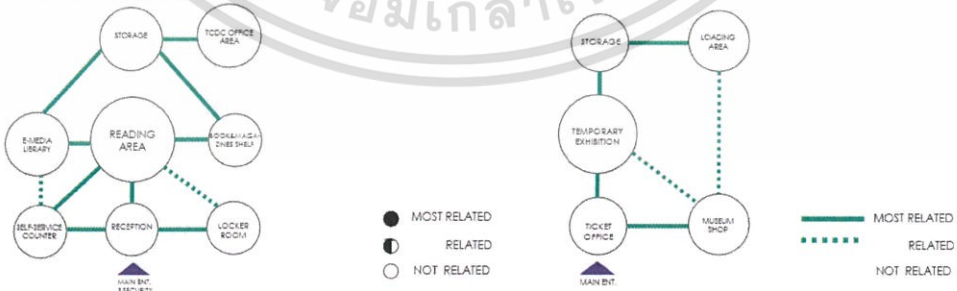 STORAGE
TCDC OFFICE
AREA
E-MEDIA
LIBRARY
READING
AREA
BOOK&MAGA-
ZINES SHELF
SELF-SERVICE
COUNTER
RECEPTION
LOCKER
ROOM
MAIN ENT.
&SECURITY
MOST RELATED
RELATED
NOT RELATED
STORAGE
LOADING
AREA
TEMPORARY
EXHIBITION
TICKET
OFFICE
MUSEUM
SHOP
MAIN ENT.
MOST RELATED
RELATED
NOT RELATED